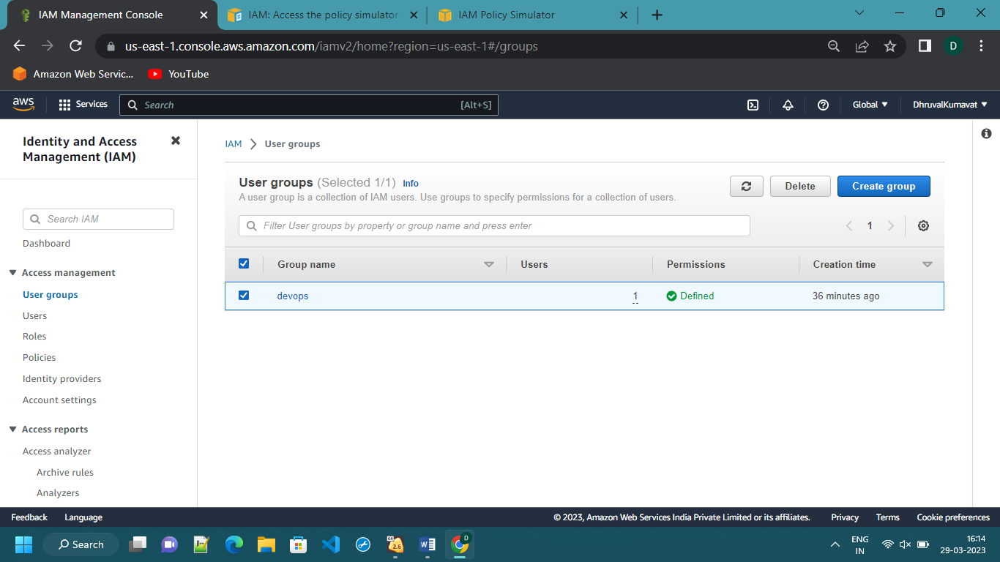 IAM Management Console
IAM: Access the policy simulator
IAM Policy Simulator
us-east-1.console.aws.amazon.com/iamv2/home?region=us-east-1#/groups
D
Amazon Web Servic...
YouTube
aws
Services
Search
[Alt+S]
Global
DhruvalKumavat
Identity and Access
Management (IAM)
Search IAM
Dashboard
Access management
User groups
Users
Roles
Policies
Identity providers
Account settings
Access reports
Access analyzer
Archive rules
Analyzers
IAM > User groups
User groups (Selected 1/1) Info
A user group is a collection of IAM users. Use groups to specify permissions for a collection of users.
Delete
Create group
Filter User groups by property or group name and press enter
1
Group name Users Permissions Creation time
devops 1 Defined 36 minutes ago
Feedback Language
© 2023, Amazon Web Services India Private Limited or its affiliates. Privacy Terms Cookie preferences
Search
64
2.6
D
ENG
IN
16:14
29-03-2023